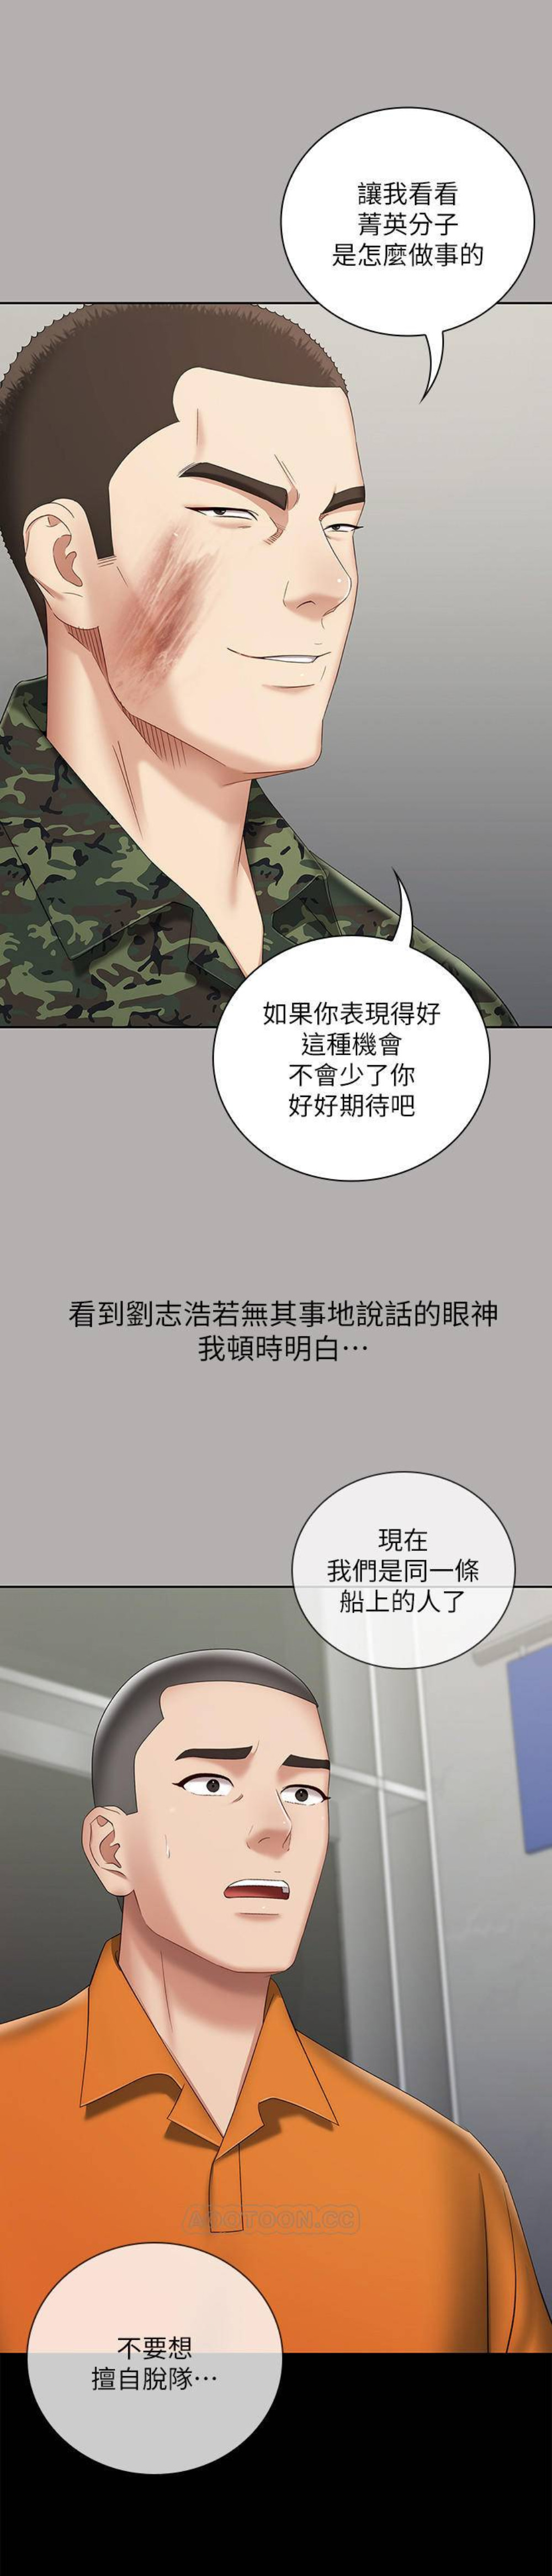 讓我看看
菁英分子
是怎麼做事的
如果你表現得好
這種機會
不會少了你
好好期待吧
看到劉志浩若無其事地說話的眼神
我頓時明白⋯
現在
我們是同一條
船上的人了
AOOTOON.CC
不要想
擅自脫隊⋯